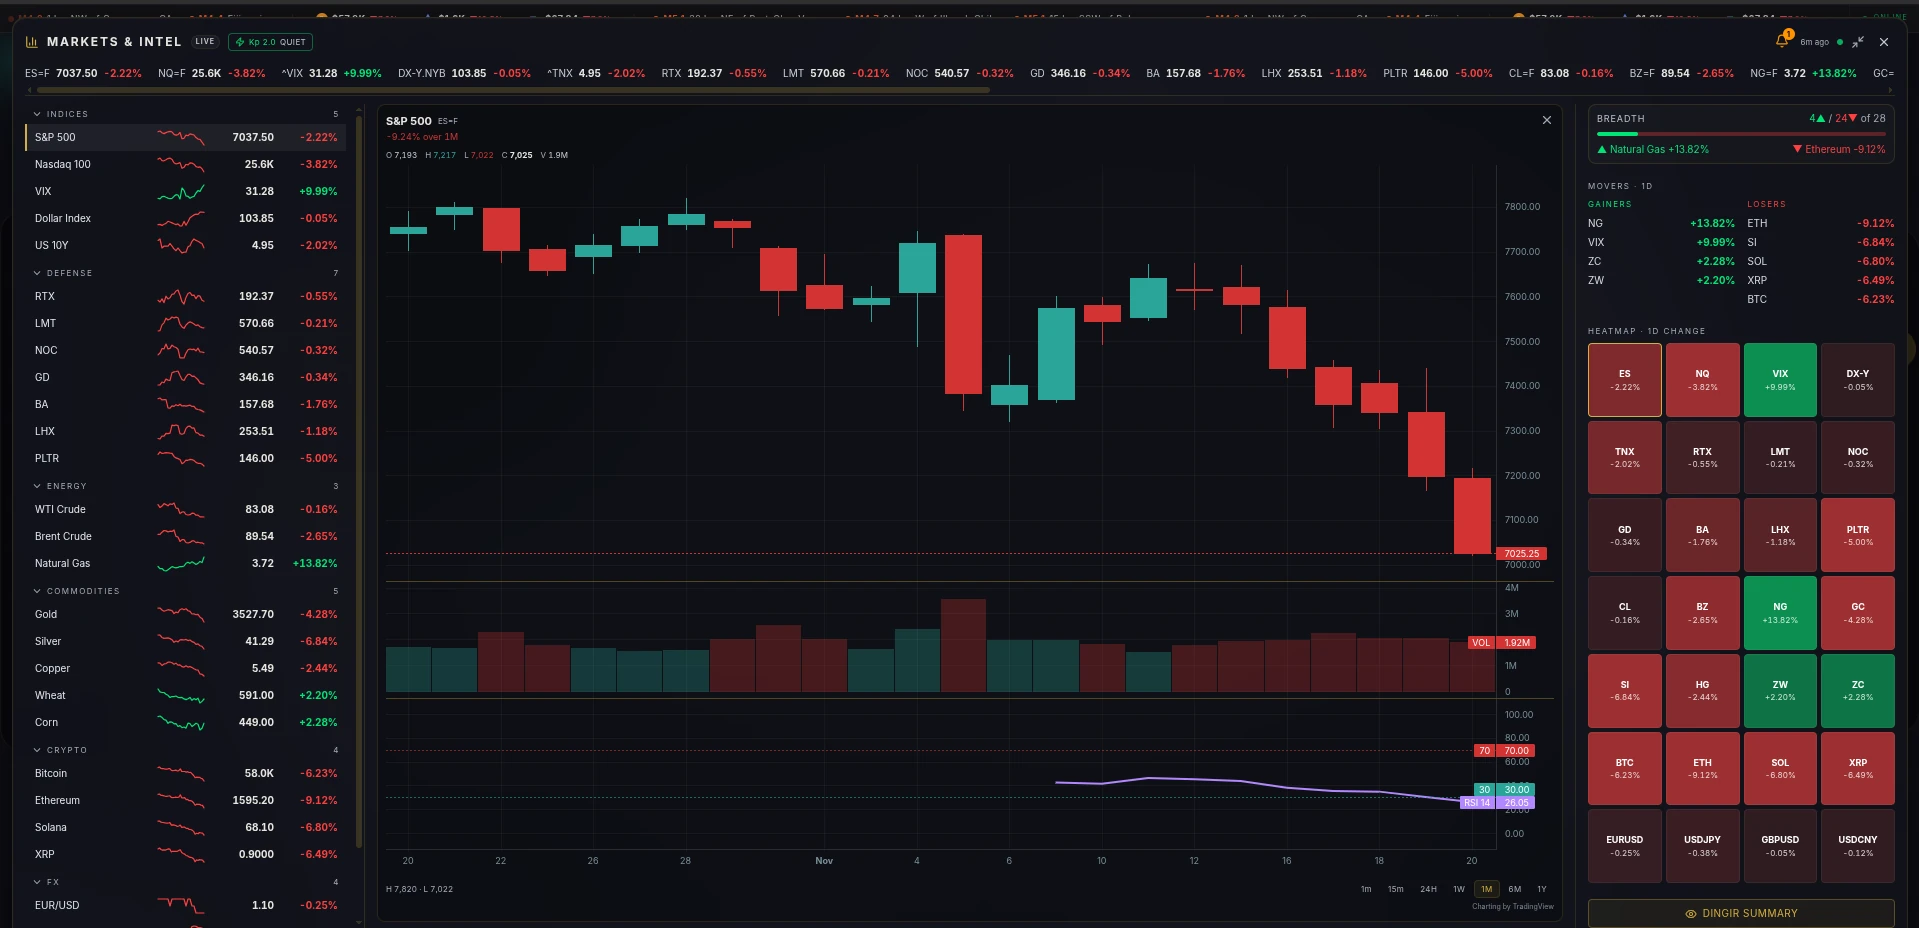 MARKETS & INTEL LIVE Kp 2.0 QUIET
1 6m ago
ES=F 7037.50 -2.22% NQ=F 25.6K -3.82% ^VIX 31.28 +9.99% DX-Y.NYB 103.85 -0.05% ^TNX 4.95 -2.02% RTX 192.37 -0.55% LMT 570.66 -0.21% NOC 540.57 -0.32% GD 346.16 -0.34% BA 157.68 -1.76% LHX 253.51 -1.18% PLTR 146.00 -5.00% CL=F 83.08 -0.16% BZ=F 89.54 -2.65% NG=F 3.72 +13.82% GC=
INDICES 5
S&P 500 7037.50 -2.22%
Nasdaq 100 25.6K -3.82%
VIX 31.28 +9.99%
Dollar Index 103.85 -0.05%
US 10Y 4.95 -2.02%
DEFENSE 7
RTX 192.37 -0.55%
LMT 570.66 -0.21%
NOC 540.57 -0.32%
GD 346.16 -0.34%
BA 157.68 -1.76%
LHX 253.51 -1.18%
PLTR 146.00 -5.00%
ENERGY 3
WTI Crude 83.08 -0.16%
Brent Crude 89.54 -2.65%
Natural Gas 3.72 +13.82%
COMMODITIES 5
Gold 3527.70 -4.28%
Silver 41.29 -6.84%
Copper 5.49 -2.44%
Wheat 591.00 +2.20%
Corn 449.00 +2.28%
CRYPTO 4
Bitcoin 58.0K -6.23%
Ethereum 1595.20 -9.12%
Solana 68.10 -6.80%
XRP 0.9000 -6.49%
FX 4
EUR/USD 1.10 -0.25%
S&P 500 ES=F
-9.24% over 1M
O 7,193 H 7,217 L 7,022 C 7,025 V 1.9M
7800.00
7700.00
7600.00
7500.00
7400.00
7300.00
7200.00
7100.00
7025.25
7000.00
4M
3M
VOL 1.92M
1M
0
100.00
80.00
70 70.00
60.00
30 30.00
RSI 14 26.05
20.00
0.00
20 22 26 28 Nov 4 6 10 12 16 18 20
H 7,820 · L 7,022
1m 15m 24H 1W 1M 6M 1Y
Charting by TradingView
BREADTH 4▲ / 24▼ of 28
▲ Natural Gas +13.82% ▼ Ethereum -9.12%
MOVERS · 1D
GAINERS LOSERS
NG +13.82% ETH -9.12%
VIX +9.99% SI -6.84%
ZC +2.28% SOL -6.80%
ZW +2.20% XRP -6.49%
BTC -6.23%
HEATMAP · 1D CHANGE
ES NQ VIX DX-Y
-2.22% -3.82% +9.99% -0.05%
TNX RTX LMT NOC
-2.02% -0.55% -0.21% -0.32%
GD BA LHX PLTR
-0.34% -1.76% -1.18% -5.00%
CL BZ NG GC
-0.16% -2.65% +13.82% -4.28%
SI HG ZW ZC
-6.84% -2.44% +2.20% +2.28%
BTC ETH SOL XRP
-6.23% -9.12% -6.80% -6.49%
EURUSD USDJPY GBPUSD USDCNY
-0.25% -0.38% -0.05% -0.12%
DINGIR SUMMARY